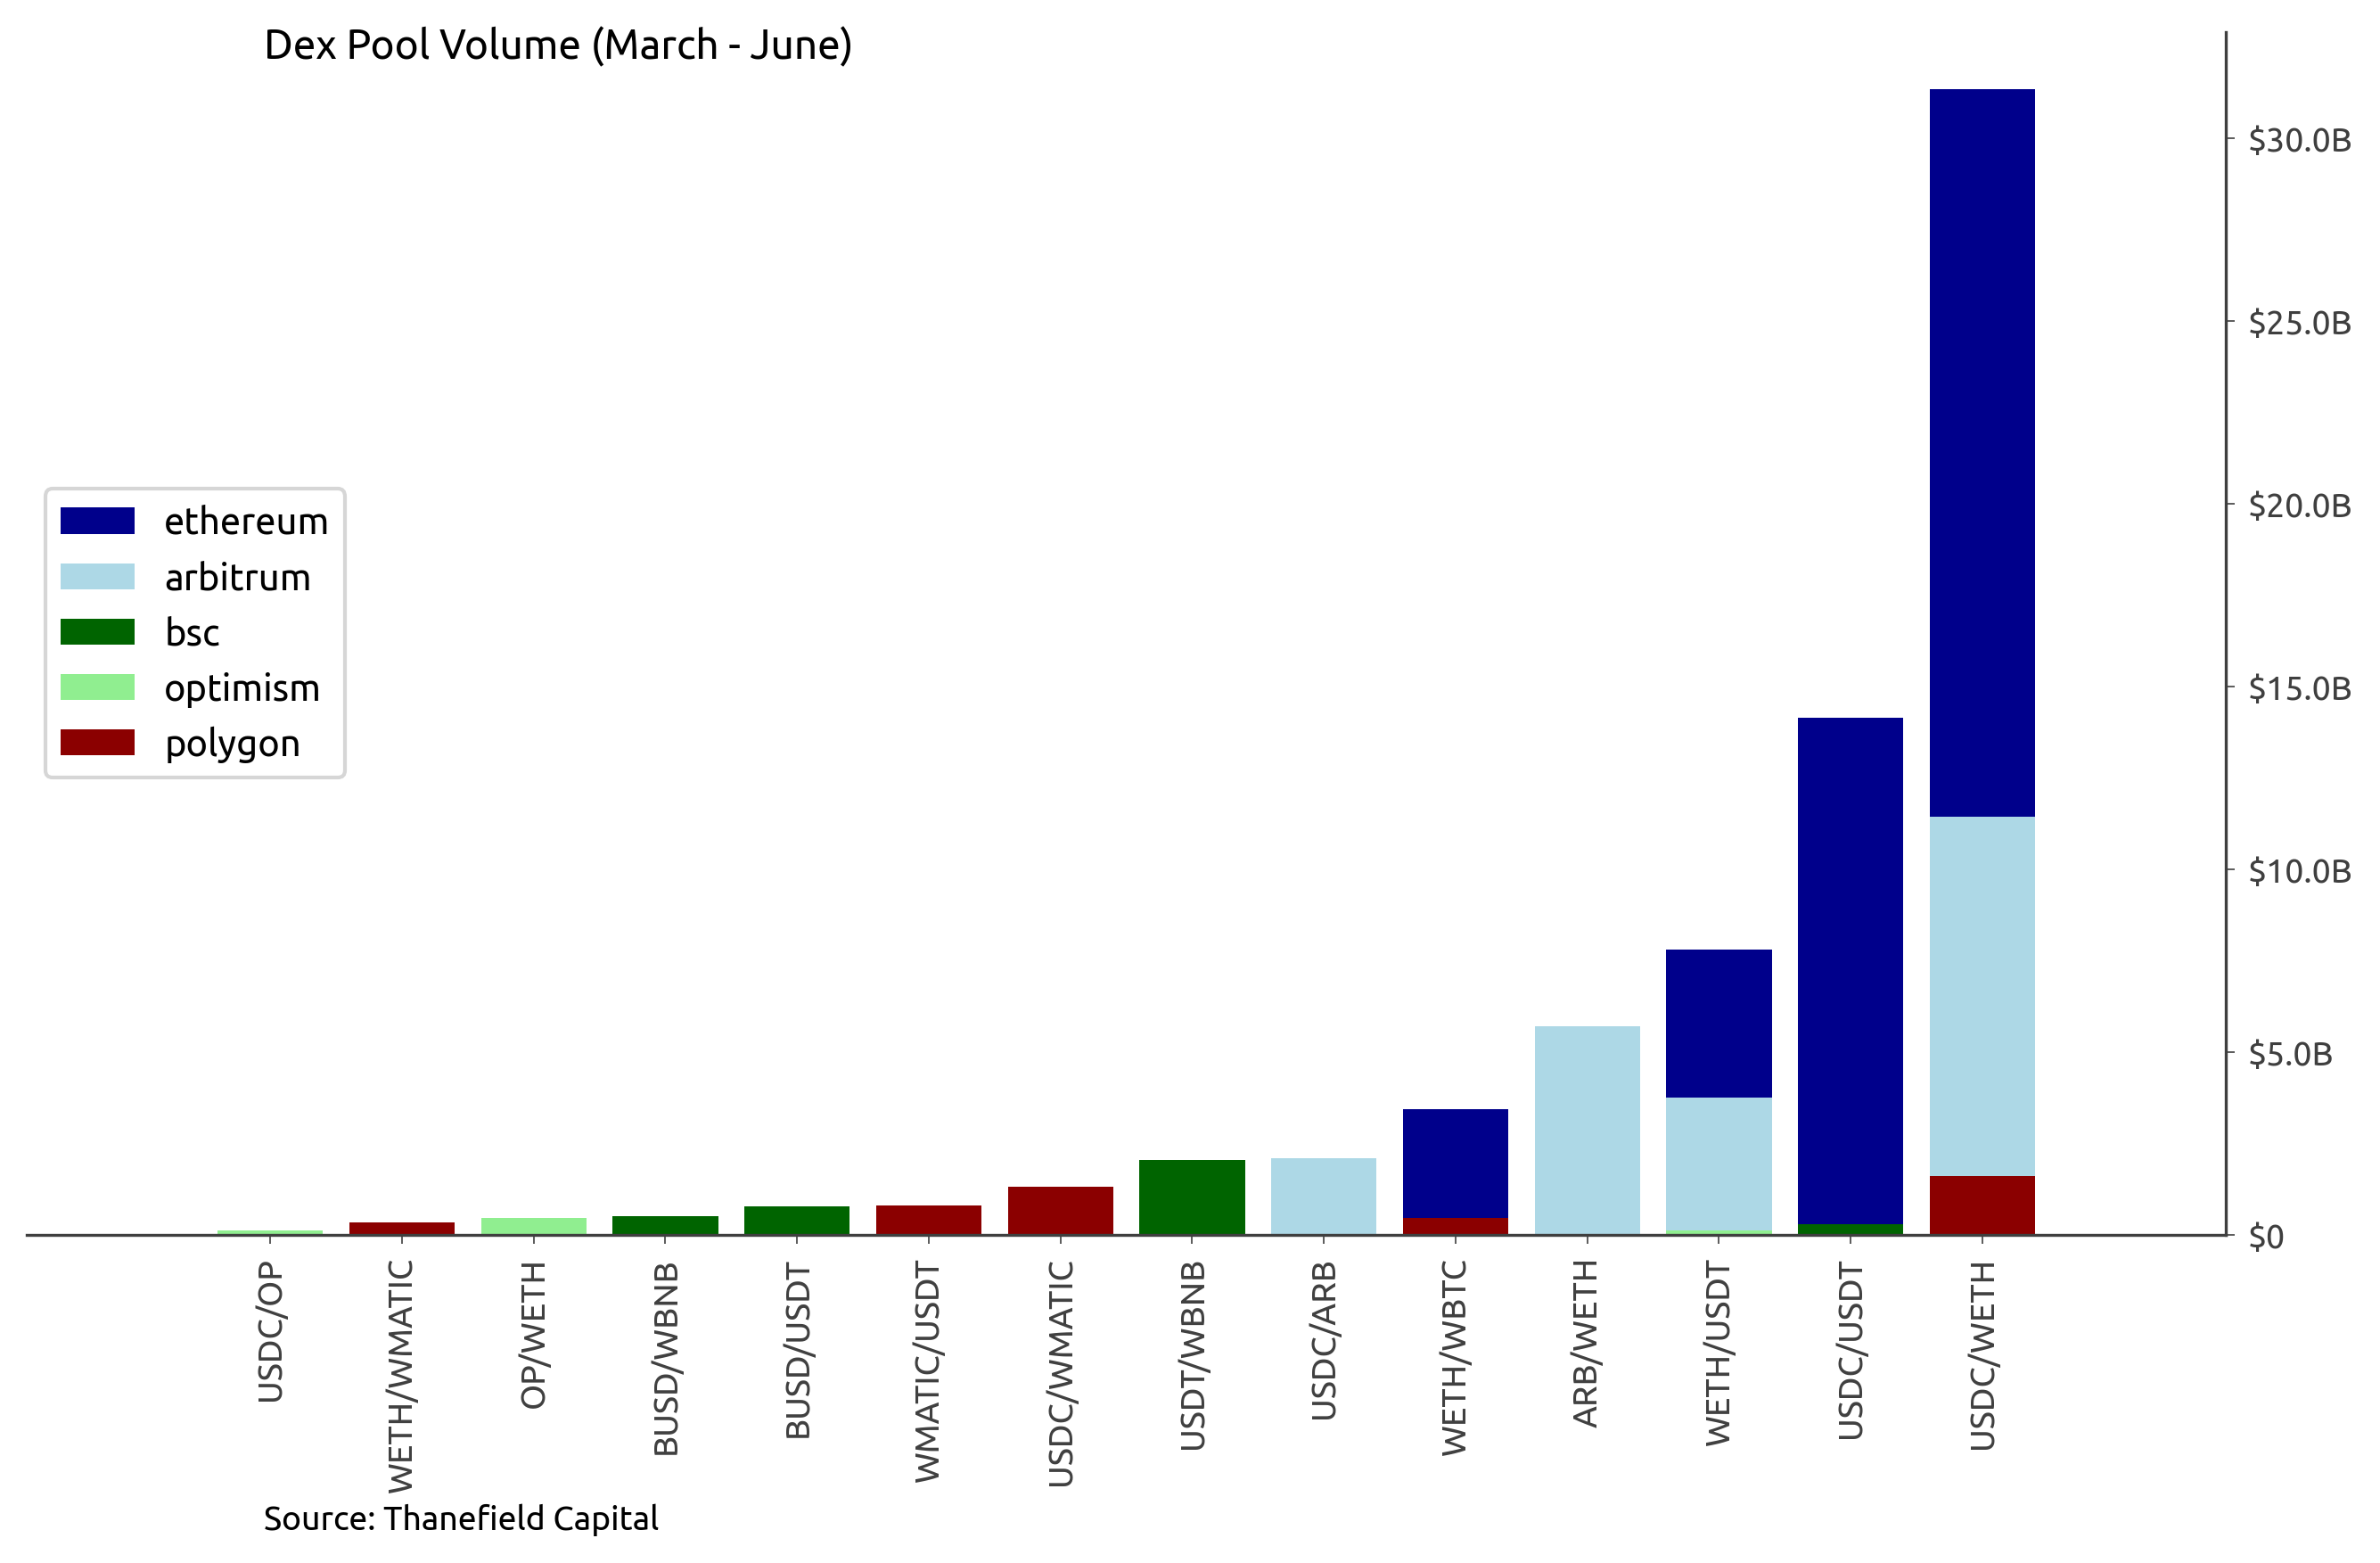 Dex Pool Volume (March - June)
$30.0B
$25.0B
$20.0B
$15.0B
$10.0B
$5.0B
$0
ethereum
arbitrum
bsc
optimism
polygon
USDC/OP
WETH/WMATIC
OP/WETH
BUSD/WBNB
BUSD/USDT
WMATIC/USDT
USDC/WMATIC
USDT/WBNB
USDC/ARB
WETH/WBTC
ARB/WETH
WETH/USDT
USDC/USDT
USDC/WETH
Source: Thanefield Capital